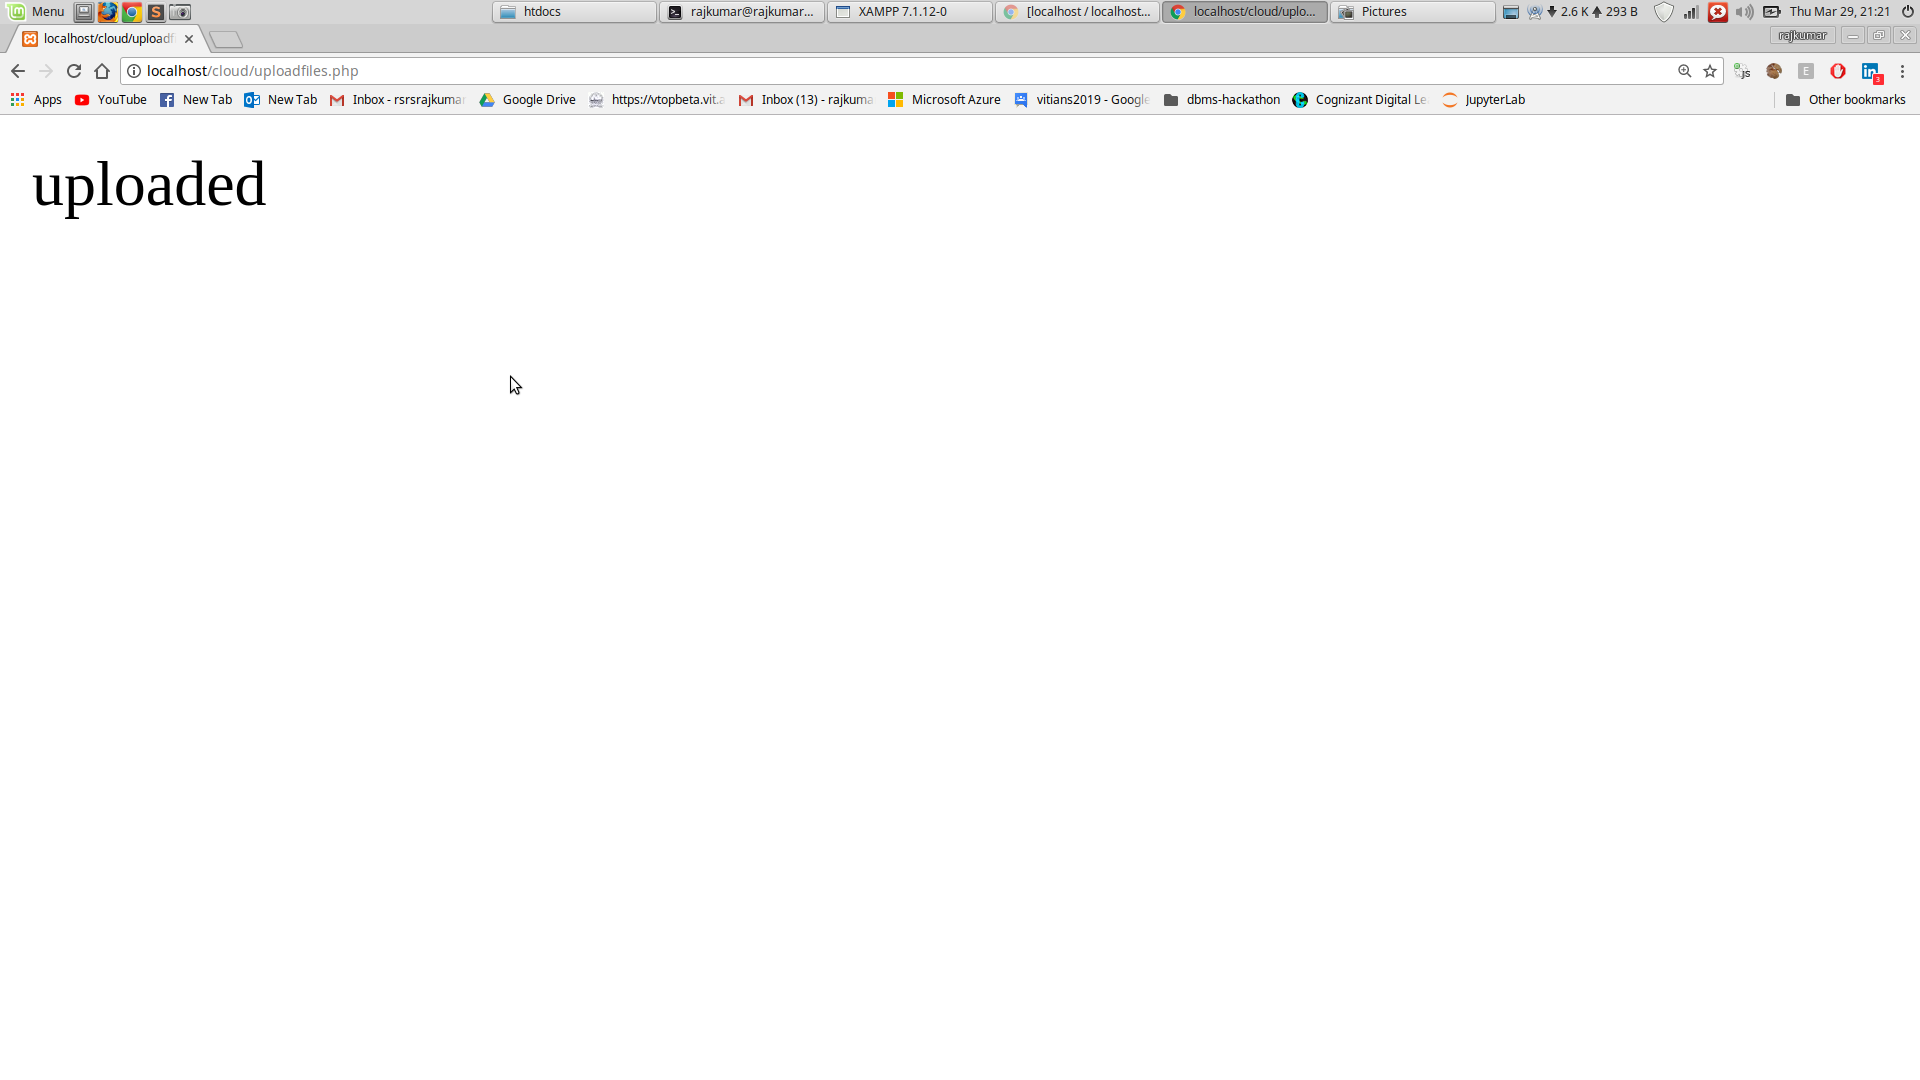 Menu htdocs rajkumar@rajkumar... XAMPP 7.1.12-0 [localhost / localhost... localhost/cloud/uplo... Pictures 2.6 K 293 B Thu Mar 29, 21:21
localhost/cloud/uploadf rajkumar
localhost/cloud/uploadfiles.php JS E in 3
Apps YouTube New Tab New Tab Inbox - rsrsrajkumar Google Drive https://vtopbeta.vit.a Inbox (13) - rajkuma Microsoft Azure vitians2019 - Google dbms-hackathon Cognizant Digital Le JupyterLab Other bookmarks
uploaded